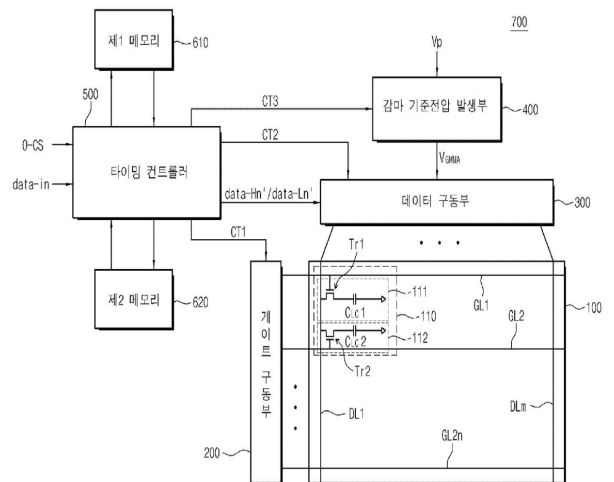 700
제1 메모리
610
Vp
500
CT3
감마 기준전압 발생부
400
O-CS
타이밍 컨트롤러
CT2
VGMMA
data-in
data-Hn'/data-Ln'
데이터 구동부
300
CT1
Tr1
제2 메모리
620
111
GL1
100
CLC1
110
GL2
CLC2
112
게이트 구동부
Tr2
DL1
DLm
GL2n
200